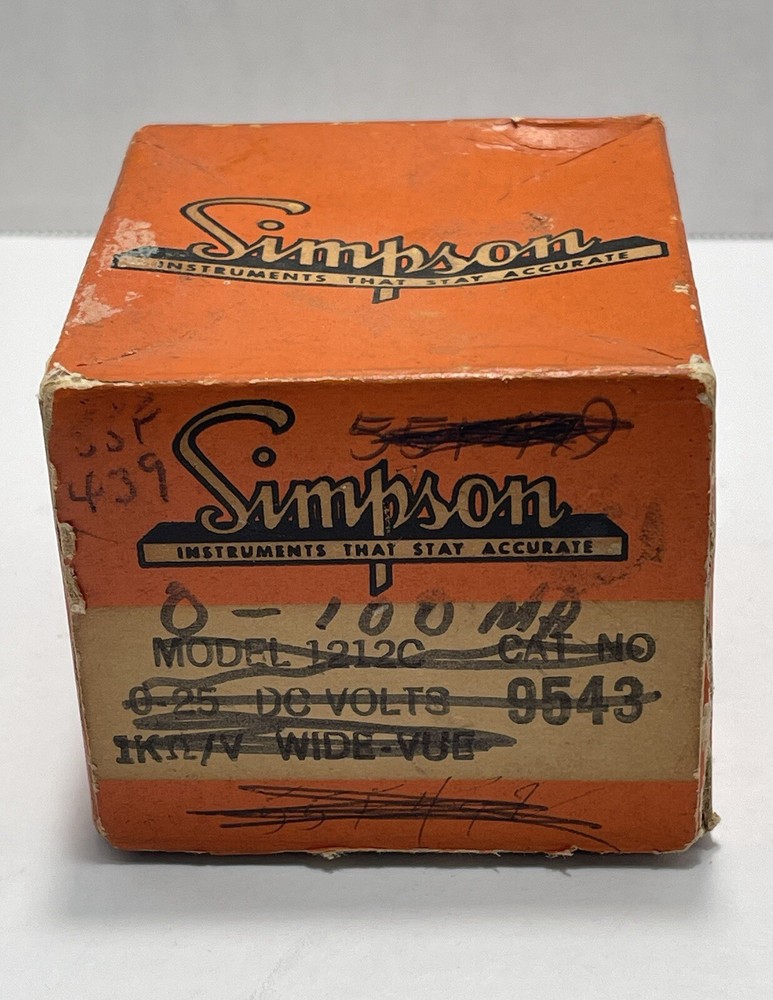 Simpson
INSTRUMENTS THAT STAY ACCURATE
55F
439
Simpson
INSTRUMENTS THAT STAY ACCURATE
0 - 100 MA
MODEL 1212C CAT NO
0-25 DC VOLTS 9543
1KΩ/V WIDE-VUE